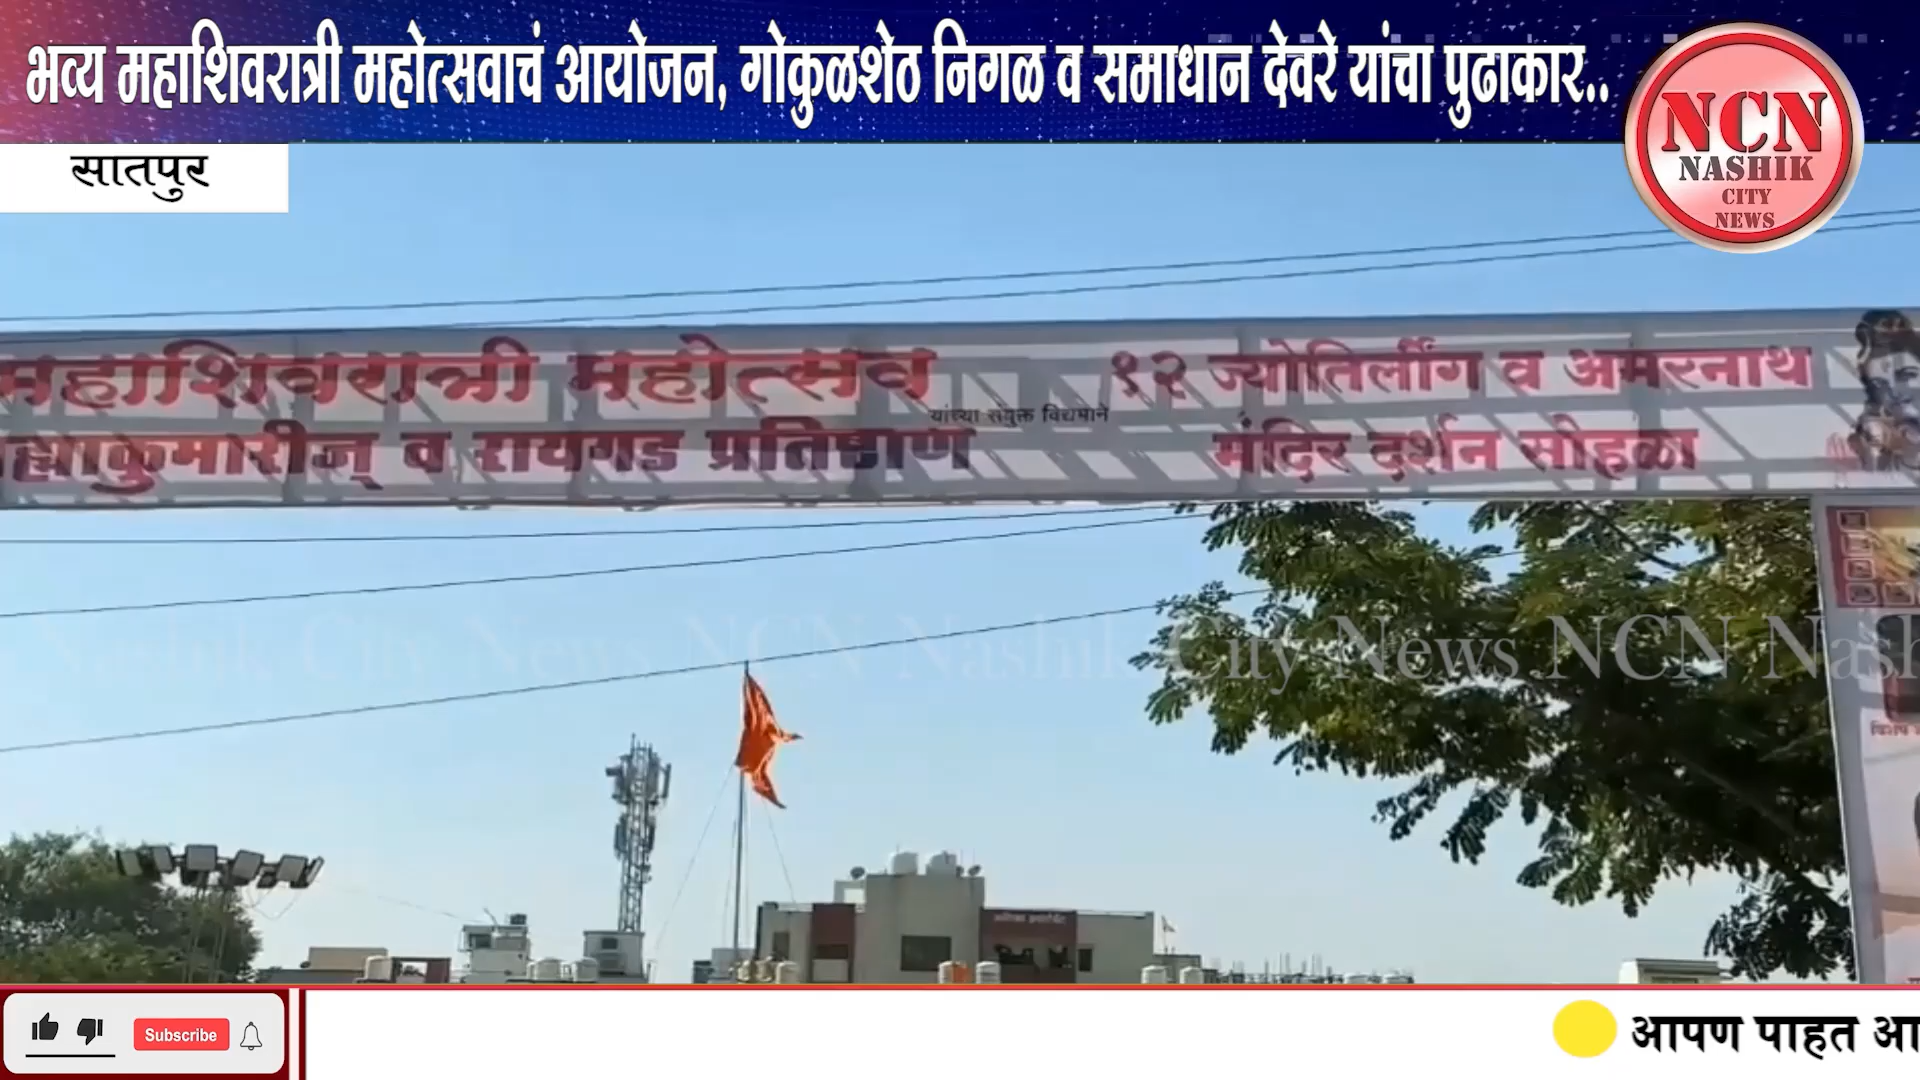 भव्य महाशिवरात्री महोत्सवाचं आयोजन, गोकुळशेठ निगळ व समाधान देवरे यांचा पुढाकार..
NCN
NASHIK
CITY
NEWS
सातपुर
महाशिवरात्री महोत्सव
यांच्या संयुक्त विद्यमाने
ह्माकुमारीज् व रायगड प्रतिष्ठाण
१२ ज्योतिर्लींग व अमरनाथ
मंदिर दर्शन सोहळा
Nashik City News NCN Nashik City News NCN Nash
Subscribe
आपण पाहत आ